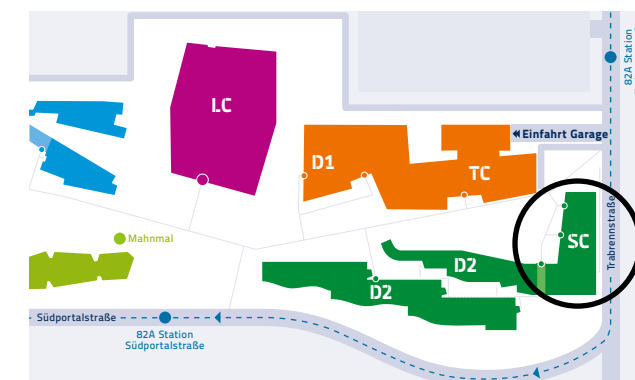 82A Station
LC
Einfahrt Garage
D1
TC
Trabrennstraße
SC
Mahnmal
D2
D2
Südportalstraße
82A Station
Südportalstraße